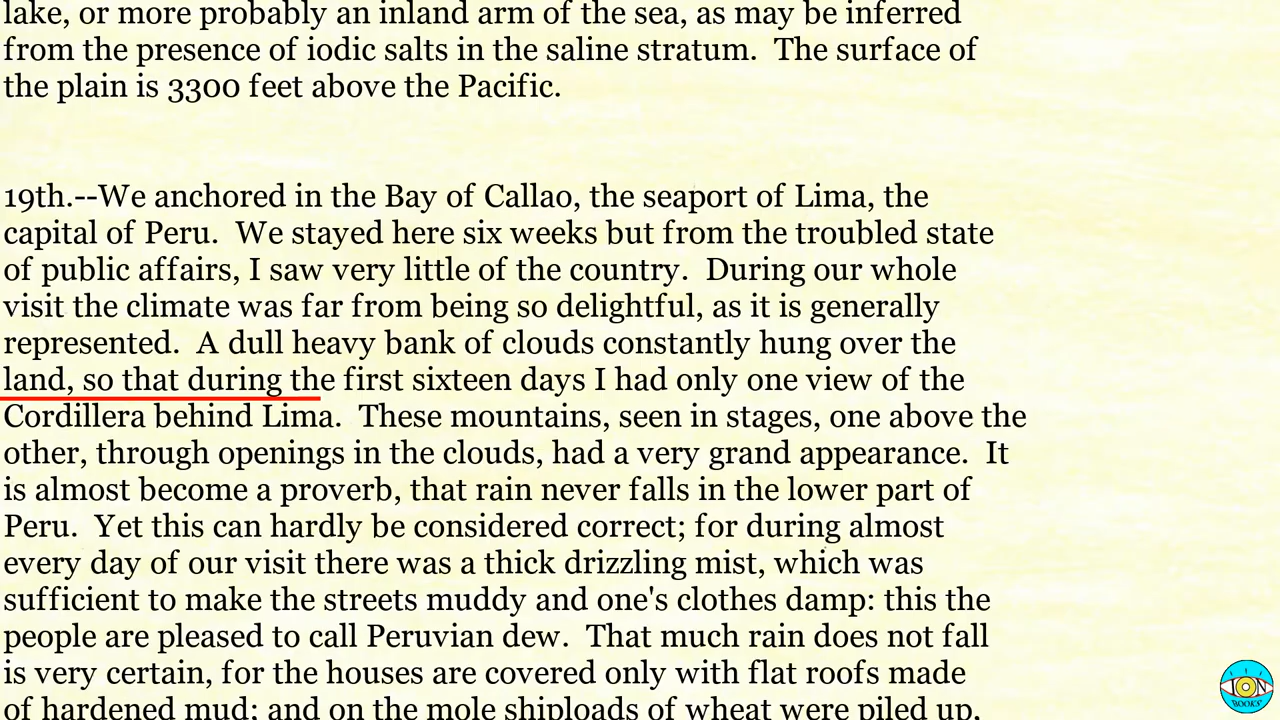 lake, or more probably an inland arm of the sea, as may be inferred
from the presence of iodic salts in the saline stratum.  The surface of
the plain is 3300 feet above the Pacific.
19th.--We anchored in the Bay of Callao, the seaport of Lima, the
capital of Peru.  We stayed here six weeks but from the troubled state
of public affairs, I saw very little of the country.  During our whole
visit the climate was far from being so delightful, as it is generally
represented.  A dull heavy bank of clouds constantly hung over the
land, so that during the first sixteen days I had only one view of the
Cordillera behind Lima.  These mountains, seen in stages, one above the
other, through openings in the clouds, had a very grand appearance.  It
is almost become a proverb, that rain never falls in the lower part of
Peru.  Yet this can hardly be considered correct; for during almost
every day of our visit there was a thick drizzling mist, which was
sufficient to make the streets muddy and one's clothes damp: this the
people are pleased to call Peruvian dew.  That much rain does not fall
is very certain, for the houses are covered only with flat roofs made
of hardened mud; and on the mole shiploads of wheat were piled up,
ION
BOOKS